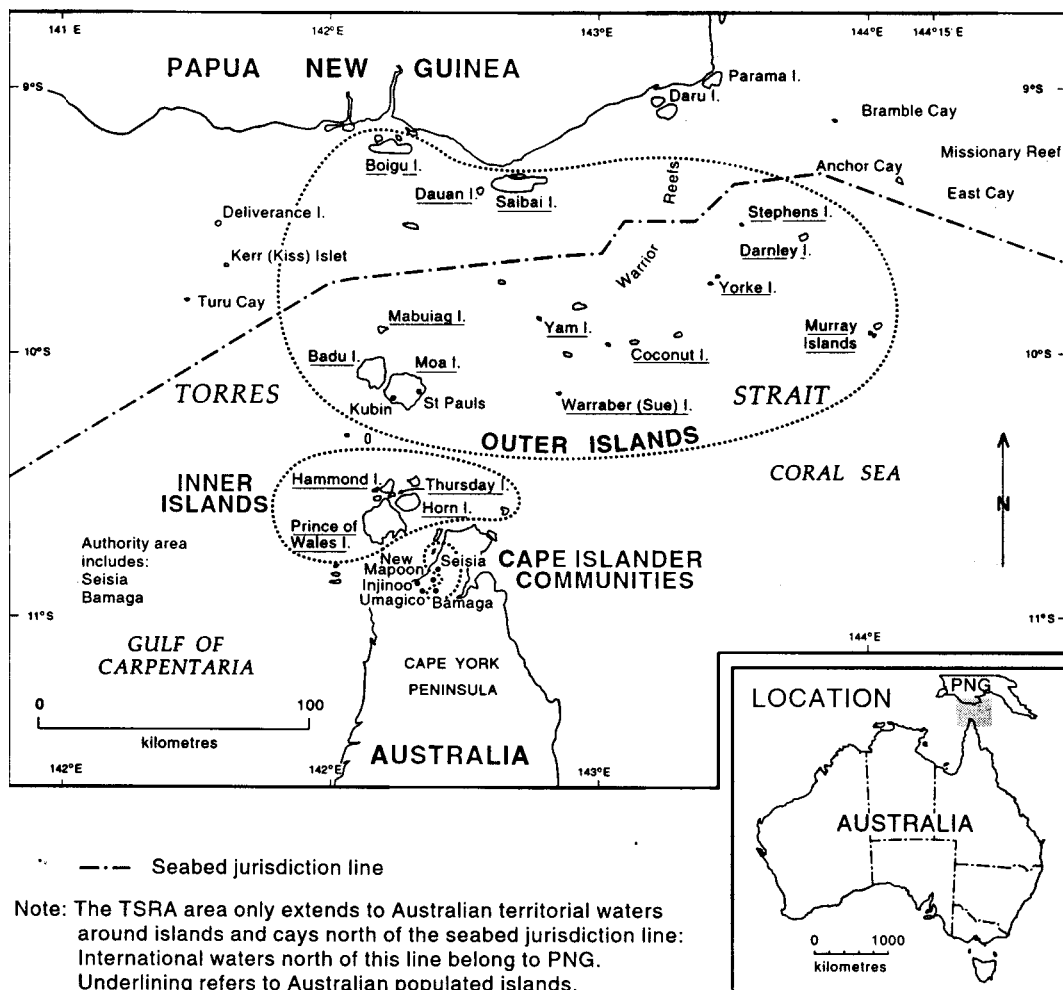 141 E
142°E
143°E
144°E
144°15' E
PAPUA NEW GUINEA
Parama I.
9°S
9°S
Daru I.
Bramble Cay
Missionary Reef
Boigu I.
Anchor Cay
Reefs
East Cay
Dauan I.
Saibai I.
Deliverance I.
Stephens I.
Darnley I.
Kerr (Kiss) Islet
Warrior
Yorke I.
Turu Cay
Mabuiag I.
Yam I.
Murray
Islands
10°S
10°S
Badu I.
Moa I.
Coconut I.
TORRES
STRAIT
Kubin
St Pauls
Warraber (Sue) I.
OUTER ISLANDS
CORAL SEA
INNER
ISLANDS
Hammond I.
Thursday I.
Horn I.
N
Prince of
Wales I.
Authority area
includes:
Seisia
Bamaga
New
Mapoon
Seisia
Injinoo
Umagico
Bamaga
CAPE ISLANDER
COMMUNITIES
11°S
11°S
GULF OF
CARPENTARIA
144°E
CAPE YORK
PENINSULA
0 100
kilometres
AUSTRALIA
142°E
142°E
143°E
LOCATION
PNG
AUSTRALIA
0 1000
kilometres
Seabed jurisdiction line
Note: The TSRA area only extends to Australian territorial waters
around islands and cays north of the seabed jurisdiction line:
International waters north of this line belong to PNG.
Underlining refers to Australian populated islands.